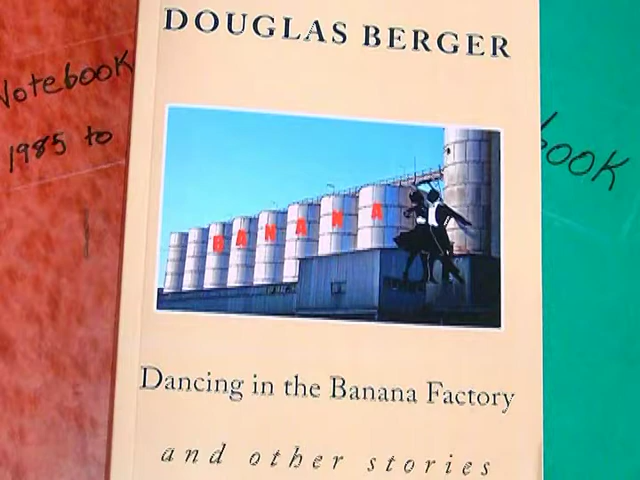 DOUGLAS BERGER
Notebook
1985 to
ook
BANANA
Dancing in the Banana Factory
and other stories